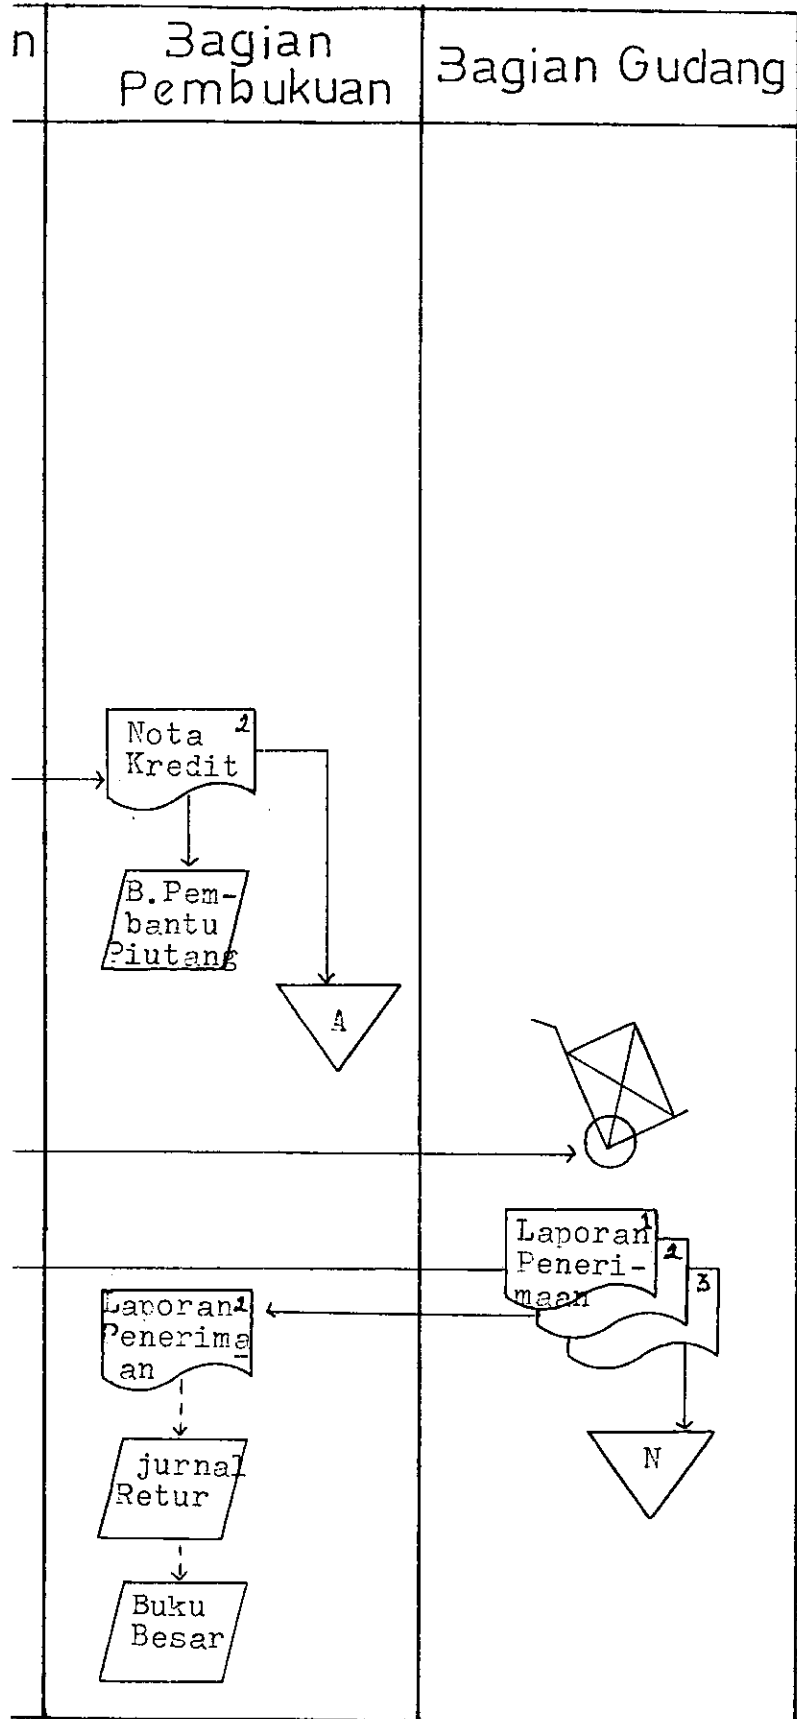 n
Bagian
Pembukuan
Bagian Gudang
Nota 2
Kredit
B.Pem-
bantu
Piutang
A
Laporan 1
Peneri-
maan
2
3
Laporan 2
Penerima
an
jurnal
Retur
N
Buku
Besar